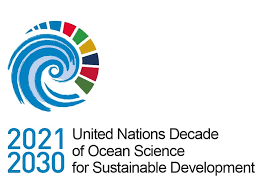 2021
2030
United Nations Decade
of Ocean Science
for Sustainable Development